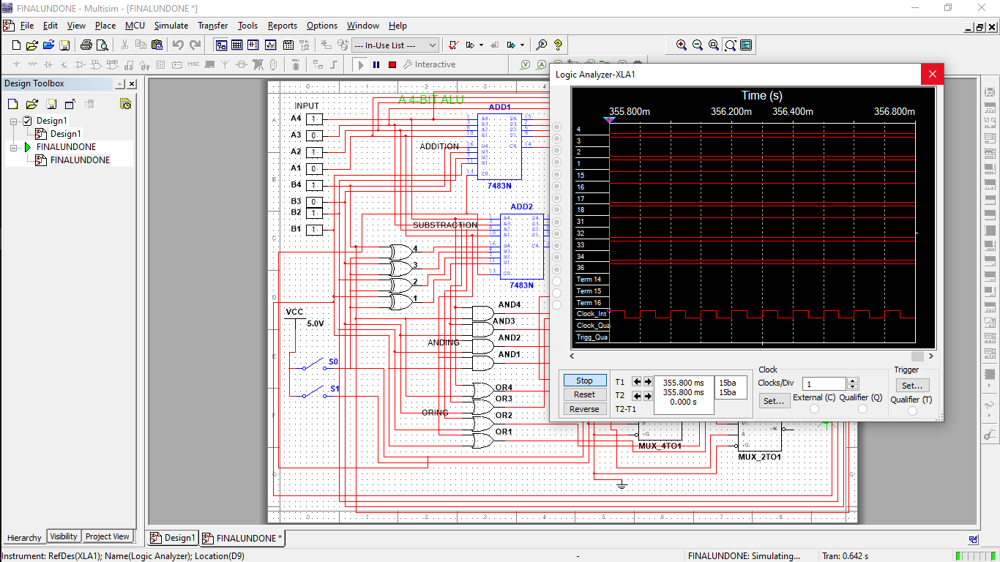 FINALUNDONE - Multisim - [FINALUNDONE *]
File Edit View Place MCU Simulate Transfer Tools Reports Options Window Help
--- In-Use List ---
Interactive
Design Toolbox
Design1
Design1
FINALUNDONE
FINALUNDONE
Hierarchy Visibility Project View
A 4-BIT ALU
INPUT
A4 1
A3 0
A2 1
A1 0
B4 1
B3 0
B2 1
B1 1
ADD1
ADDITION
7483N
ADD2
SUBSTRACTION
7483N
4
3
2
1
VCC
5.0V
S0
S1
AND4
AND3
AND2
AND1
ANDING
OR4
OR3
OR2
OR1
ORING
MUX_4TO1
MUX_2TO1
Logic Analyzer-XLA1
Time (s)
355.800m 356.200m 356.400m 356.800m
4
3
2
1
15
16
17
18
31
32
33
34
36
Term 14
Term 15
Term 16
Clock_Int
Clock_Qua
Trigg_Qua
Stop
Reset
Reverse
T1 355.800 ms 15ba
T2 355.800 ms 15ba
T2-T1 0.000 s
Clock
Clocks/Div 1
Set...
External (C) Qualifier (Q)
Trigger
Set...
Qualifier (T)
Design1 FINALUNDONE *
Instrument: RefDes(XLA1); Name(Logic Analyzer); Location(D9) - FINALUNDONE: Simulating... Tran: 0.642 s